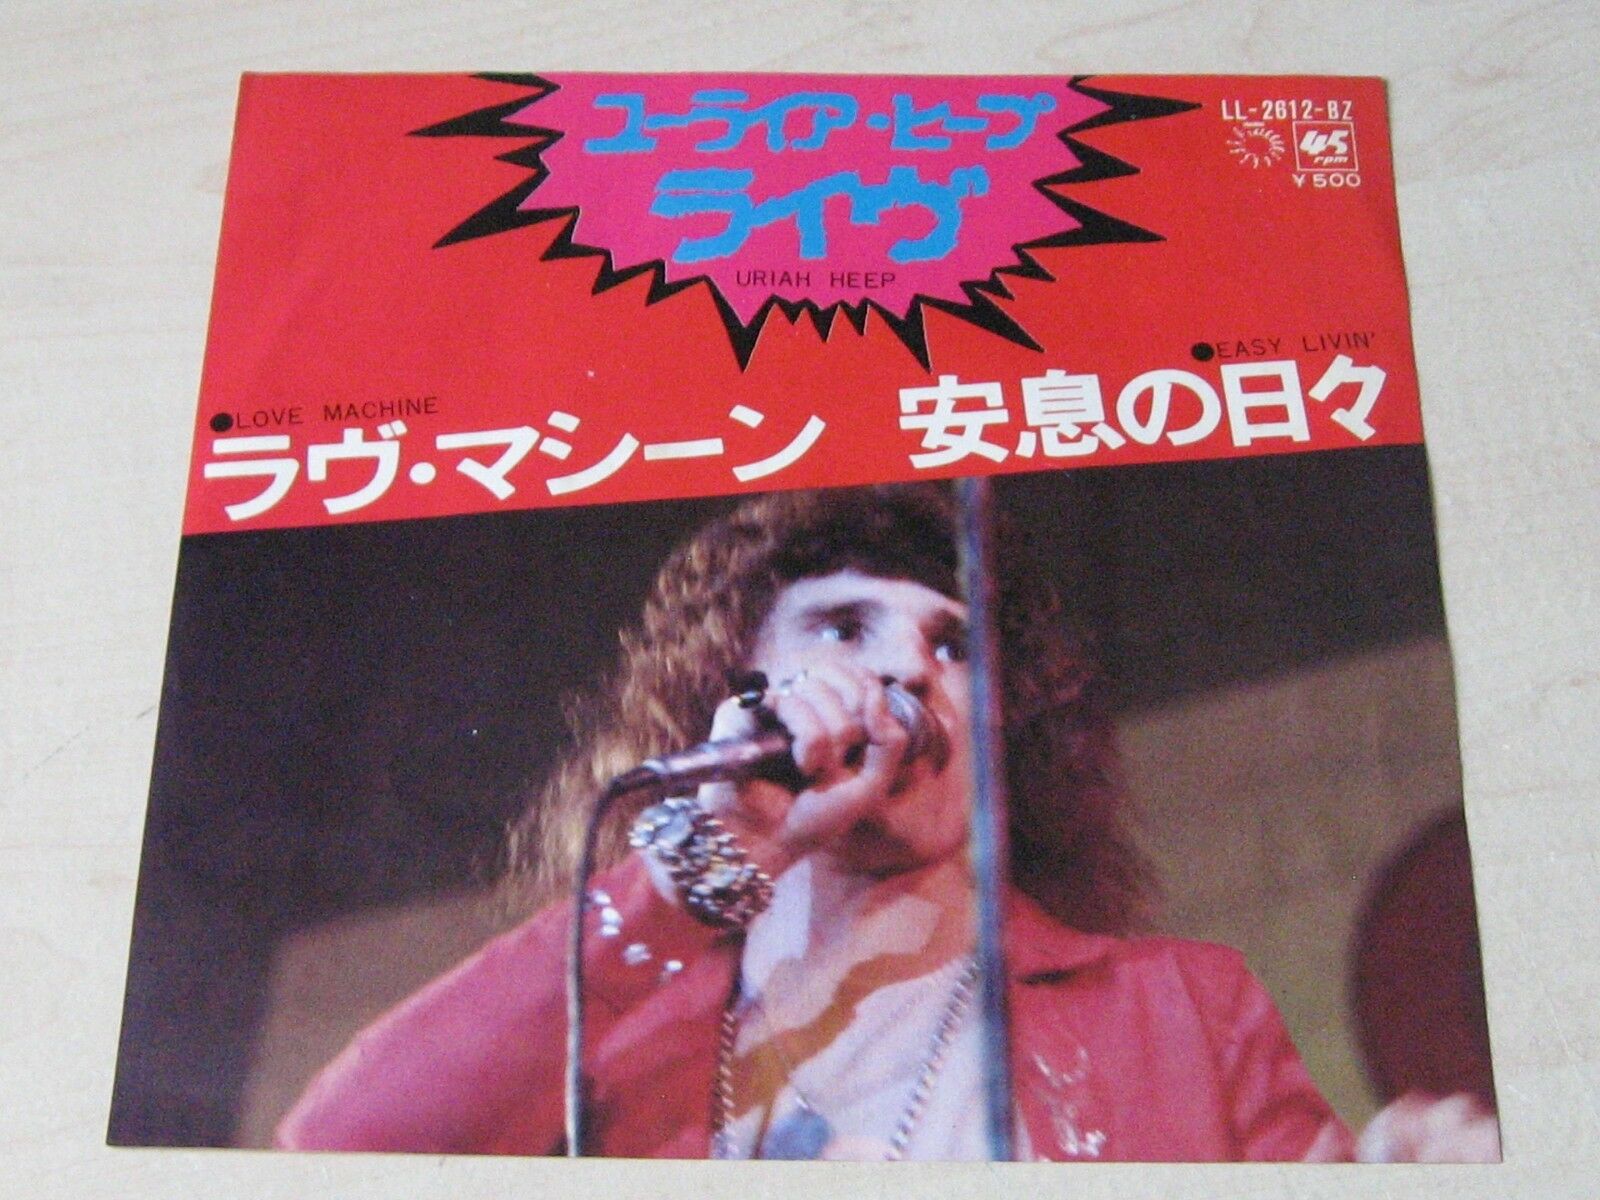 ユーライア・ヒープ
ライヴ
URIAH HEEP
LL-2612-BZ
45
rpm
¥500
●EASY LIVIN'
安息の日々
●LOVE MACHINE
ラヴ・マシーン